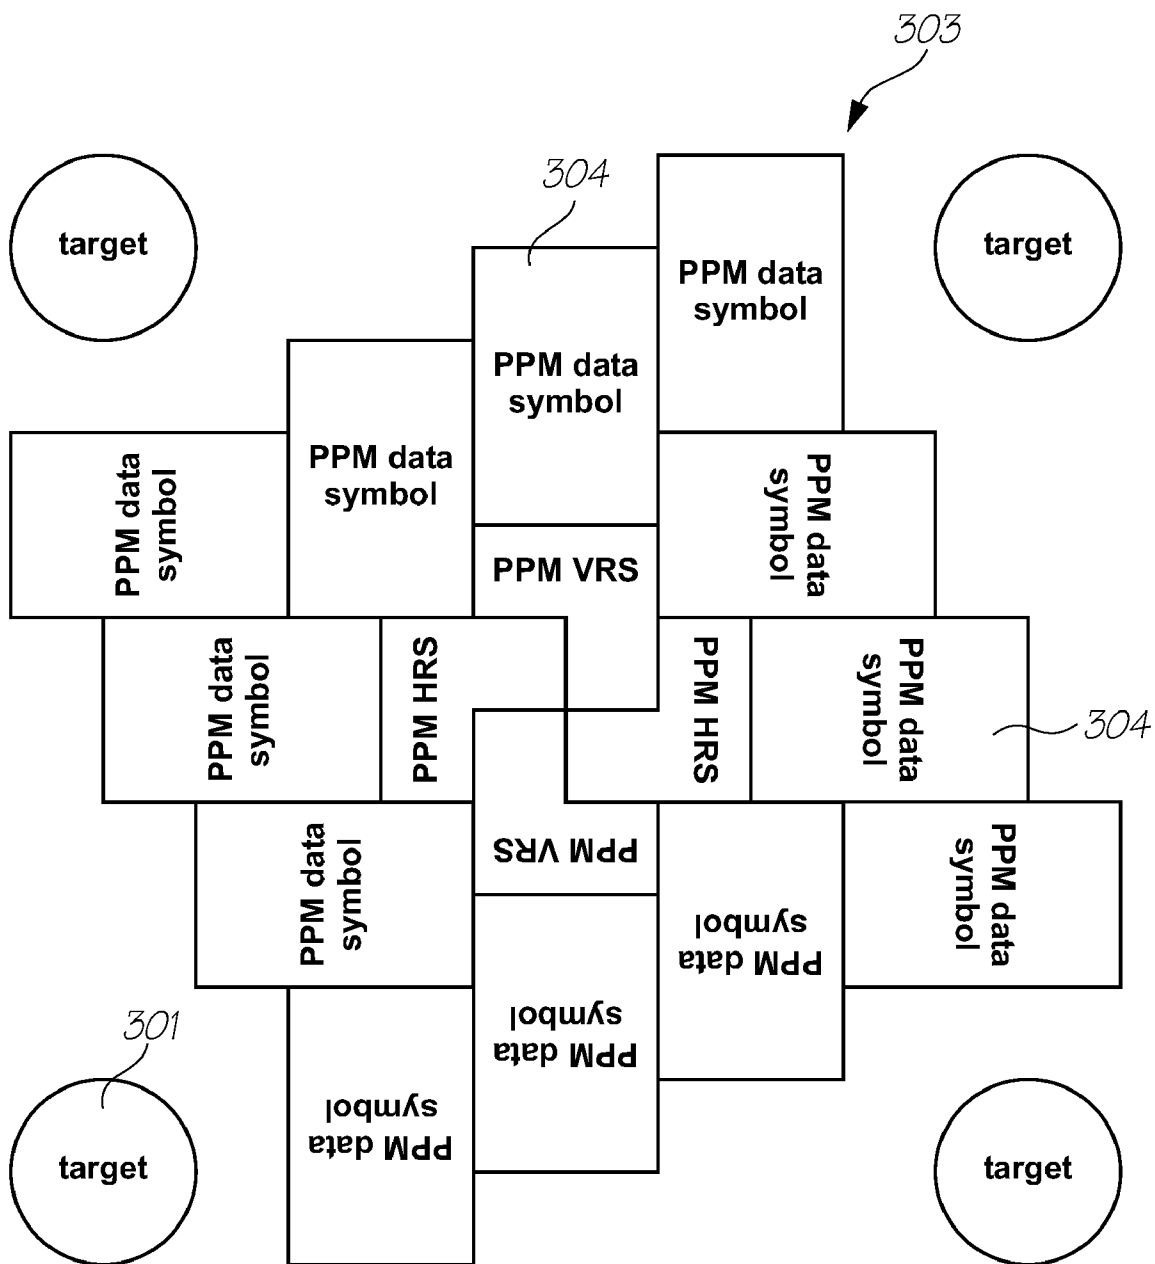 303
304
target
target
PPM data
symbol
PPM data
symbol
PPM data
symbol
PPM data
symbol
PPM data
symbol
PPM VRS
PPM data
symbol
PPM HRS
PPM HRS
PPM data
symbol
304
PPM data
symbol
PPM VRS
PPM data
symbol
PPM data
symbol
PPM data
symbol
301
PPM data
symbol
target
target